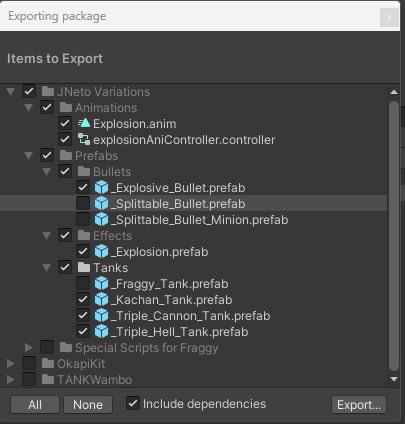 Exporting package
x
Items to Export
JNeto Variations
Animations
Explosion.anim
explosionAniController.controller
Prefabs
Bullets
_Explosive_Bullet.prefab
_Splittable_Bullet.prefab
_Splittable_Bullet_Minion.prefab
Effects
_Explosion.prefab
Tanks
_Fraggy_Tank.prefab
_Kachan_Tank.prefab
_Triple_Cannon_Tank.prefab
_Triple_Hell_Tank.prefab
Special Scripts for Fraggy
OkapiKit
TANKWambo
All None Include dependencies Export...